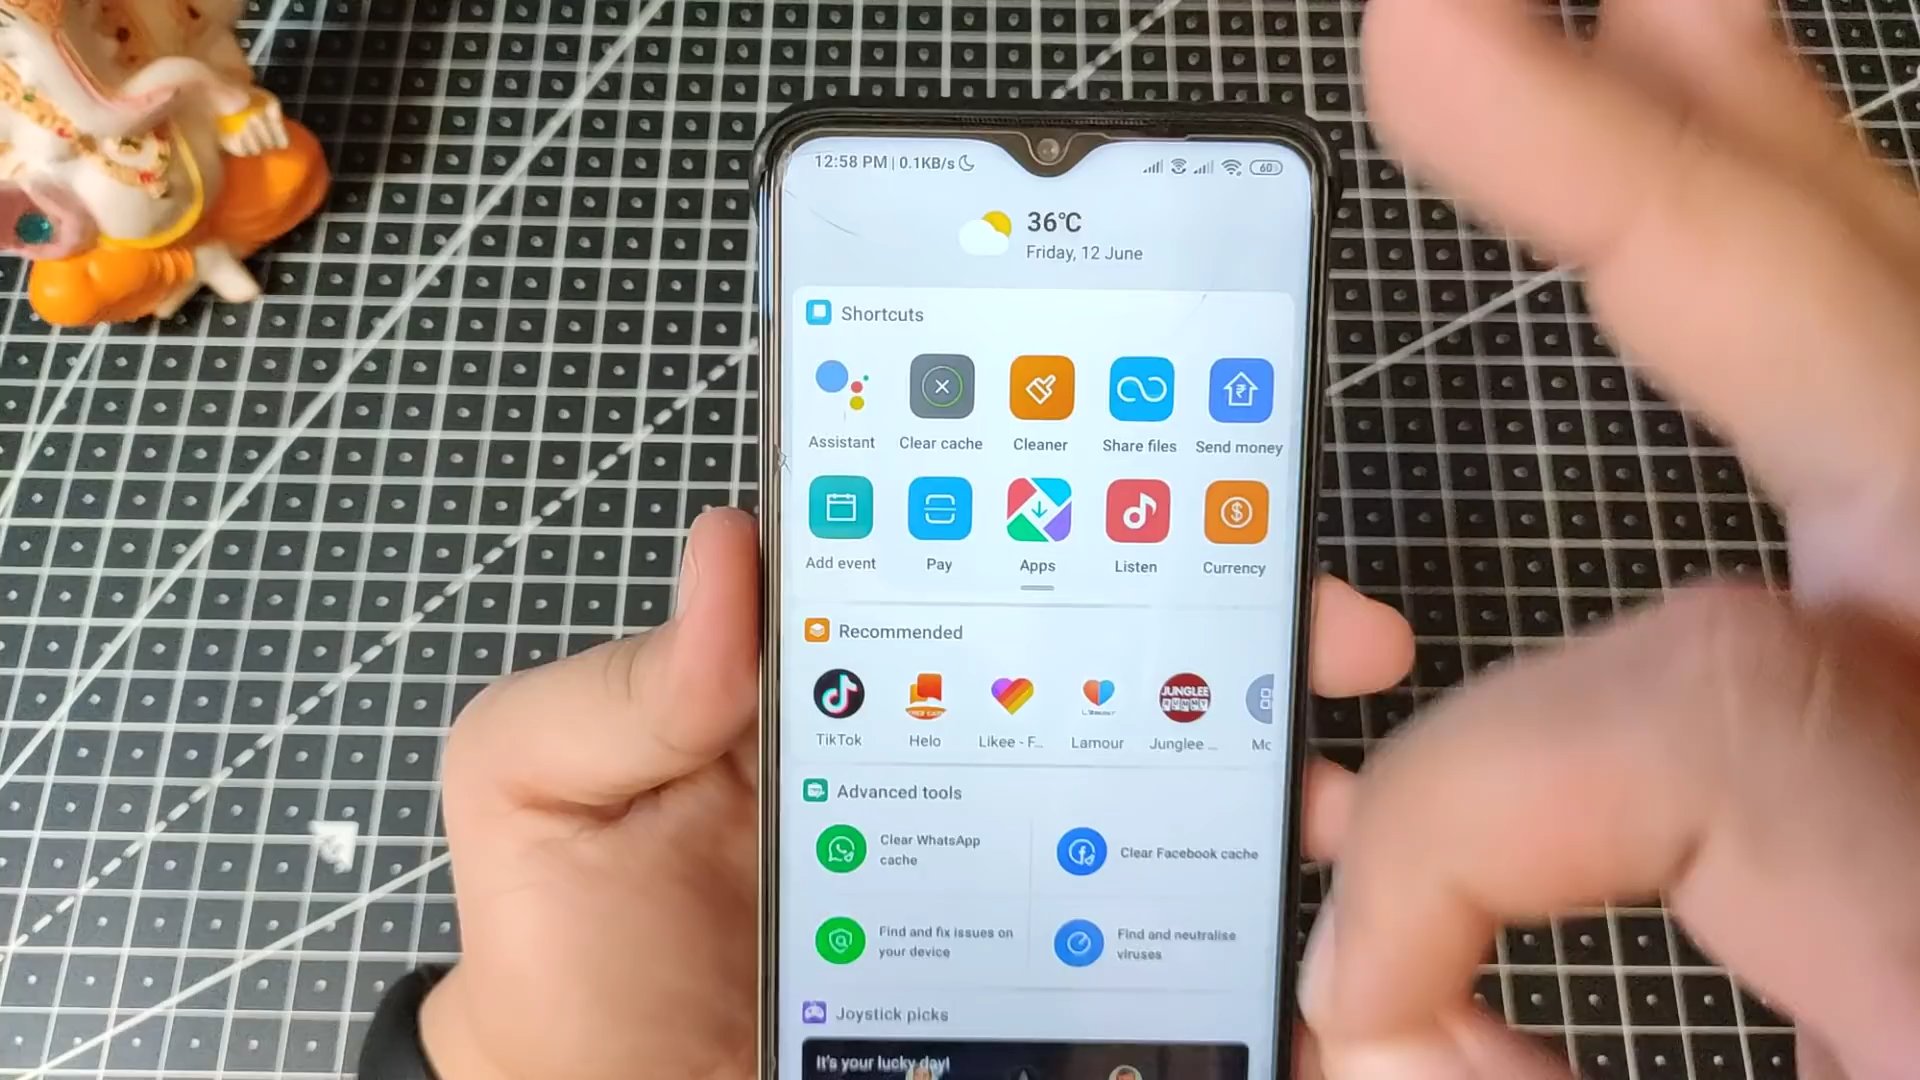 12:58 PM | 0.1KB/s
60
36°C
Friday, 12 June
Shortcuts
Assistant
Clear cache
Cleaner
Share files
Send money
Add event
Pay
Apps
Listen
Currency
Recommended
JUNGLEE
RUMMY
TikTok
Helo
Likee - F...
Lamour
Junglee ...
Mc
Advanced tools
Clear WhatsApp
cache
Clear Facebook cache
Find and fix issues on
your device
Find and neutralise
viruses
Joystick picks
It's your lucky day!